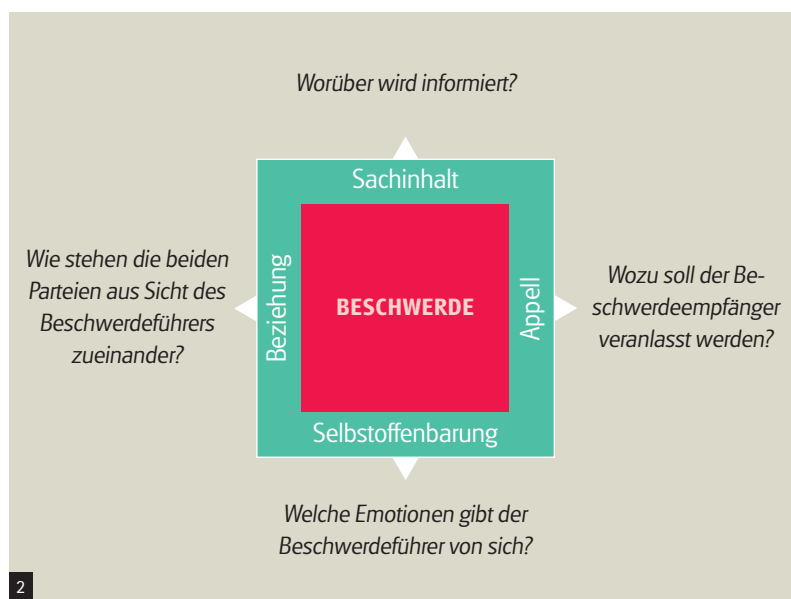 Worüber wird informiert?
Sachinhalt
Wie stehen die beiden
Parteien aus Sicht des
Beschwerdeführers
zueinander?
Beziehung
BESCHWERDE
Appell
Wozu soll der Be-
schwerdeempfänger
veranlasst werden?
Selbstoffenbarung
Welche Emotionen gibt der
Beschwerdeführer von sich?
2